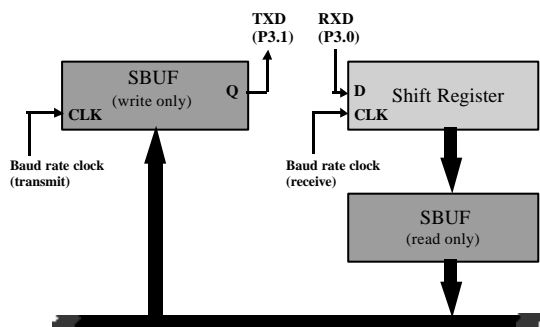 TXD
(P3.1)
RXD
(P3.0)
SBUF
(write only)
Q
CLK
D
Shift Register
CLK
Baud rate clock
(transmit)
Baud rate clock
(receive)
SBUF
(read only)